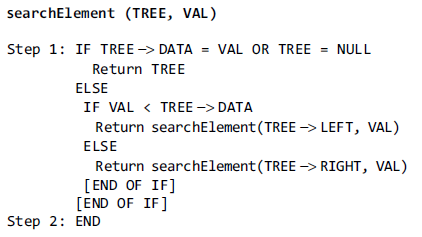 searchElement (TREE, VAL)
Step 1: IF TREE –> DATA = VAL OR TREE = NULL
Return TREE
ELSE
IF VAL < TREE –> DATA
Return searchElement(TREE –> LEFT, VAL)
ELSE
Return searchElement(TREE –> RIGHT, VAL)
[END OF IF]
[END OF IF]
Step 2: END